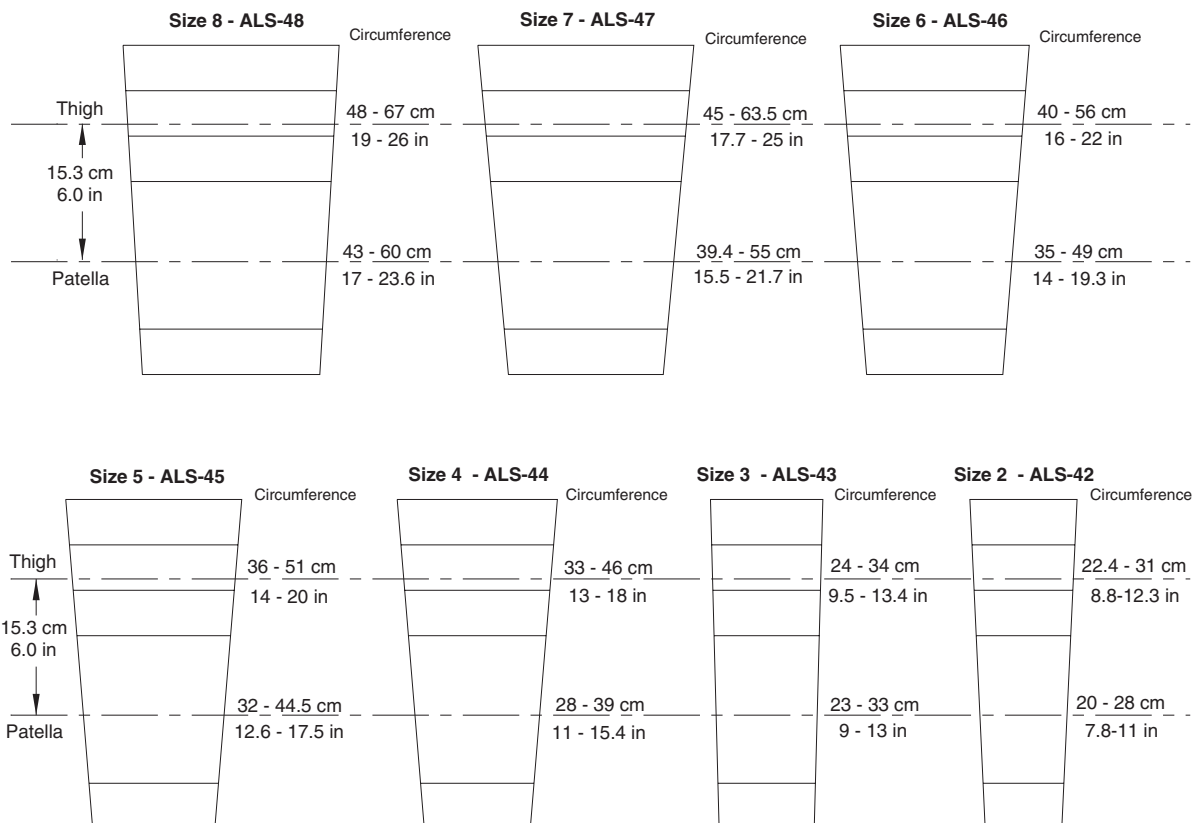 Size 8 - ALS-48
Circumference
Size 7 - ALS-47
Circumference
Size 6 - ALS-46
Circumference
Thigh
48 - 67 cm
19 - 26 in
45 - 63.5 cm
17.7 - 25 in
40 - 56 cm
16 - 22 in
15.3 cm
6.0 in
Patella
43 - 60 cm
17 - 23.6 in
39.4 - 55 cm
15.5 - 21.7 in
35 - 49 cm
14 - 19.3 in
Size 5 - ALS-45
Circumference
Size 4 - ALS-44
Circumference
Size 3 - ALS-43
Circumference
Size 2 - ALS-42
Circumference
Thigh
36 - 51 cm
14 - 20 in
33 - 46 cm
13 - 18 in
24 - 34 cm
9.5 - 13.4 in
22.4 - 31 cm
8.8-12.3 in
15.3 cm
6.0 in
Patella
32 - 44.5 cm
12.6 - 17.5 in
28 - 39 cm
11 - 15.4 in
23 - 33 cm
9 - 13 in
20 - 28 cm
7.8-11 in